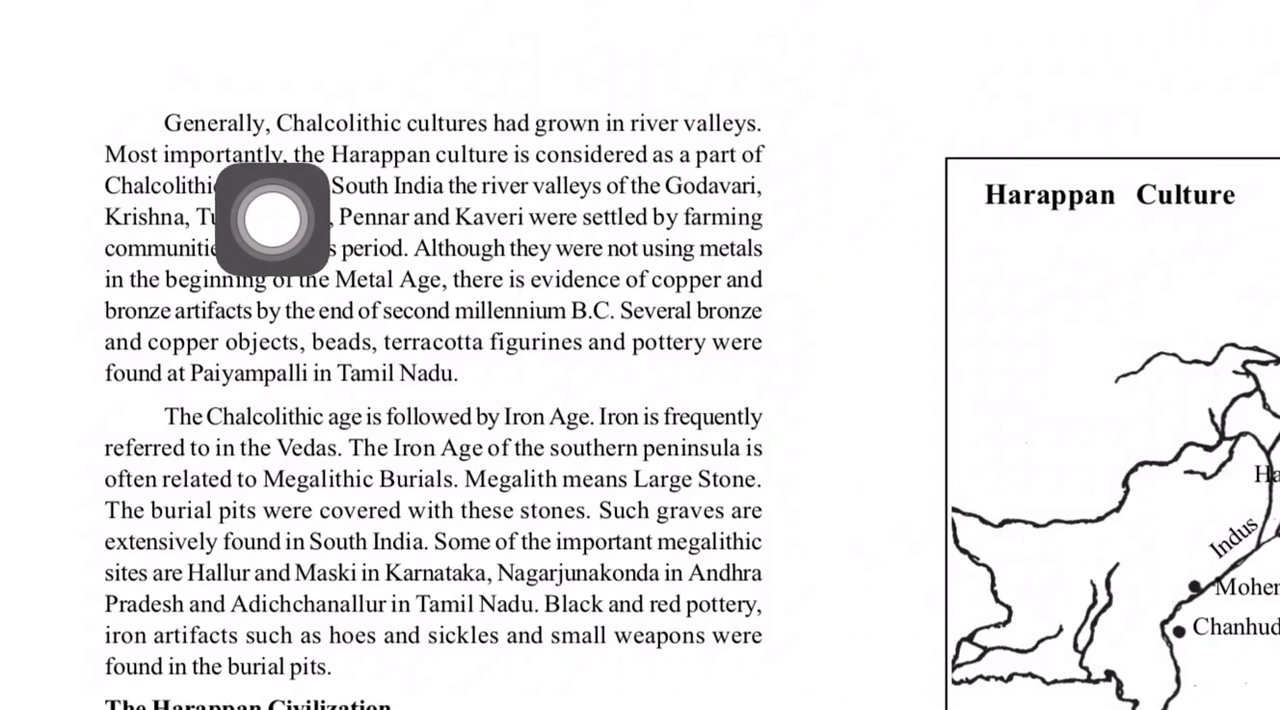 Generally, Chalcolithic cultures had grown in river valleys.
Most importantly, the Harappan culture is considered as a part of
South India the river valleys of the Godavari,
Krishna, Pennar and Kaveri were settled by farming
period. Although they were not using metals
in the beginning of the Metal Age, there is evidence of copper and
bronze artifacts by the end of second millennium B.C. Several bronze
and copper objects, beads, terracotta figurines and pottery were
found at Paiyampalli in Tamil Nadu.
The Chalcolithic age is followed by Iron Age. Iron is frequently
referred to in the Vedas. The Iron Age of the southern peninsula is
often related to Megalithic Burials. Megalith means Large Stone.
The burial pits were covered with these stones. Such graves are
extensively found in South India. Some of the important megalithic
sites are Hallur and Maski in Karnataka, Nagarjunakonda in Andhra
Pradesh and Adichchanallur in Tamil Nadu. Black and red pottery,
iron artifacts such as hoes and sickles and small weapons were
found in the burial pits.
The Harappan Civilization
Harappan Culture
Indus